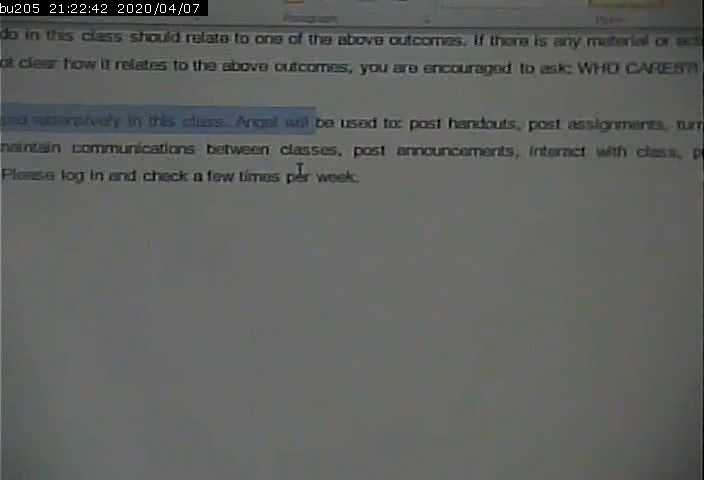 bu205 21:22:42 2020/04/07
Paragraph
do in this class should relate to one of the above outcomes. If there is any material or
ot clear how it relates to the above outcomes, you are encouraged to ask: WHO CARES?!
sed extensively in this class. Angel will be used to: post handouts, post assignments, turn
maintain communications between classes, post announcements, interact with class, p
Please log in and check a few times per week.